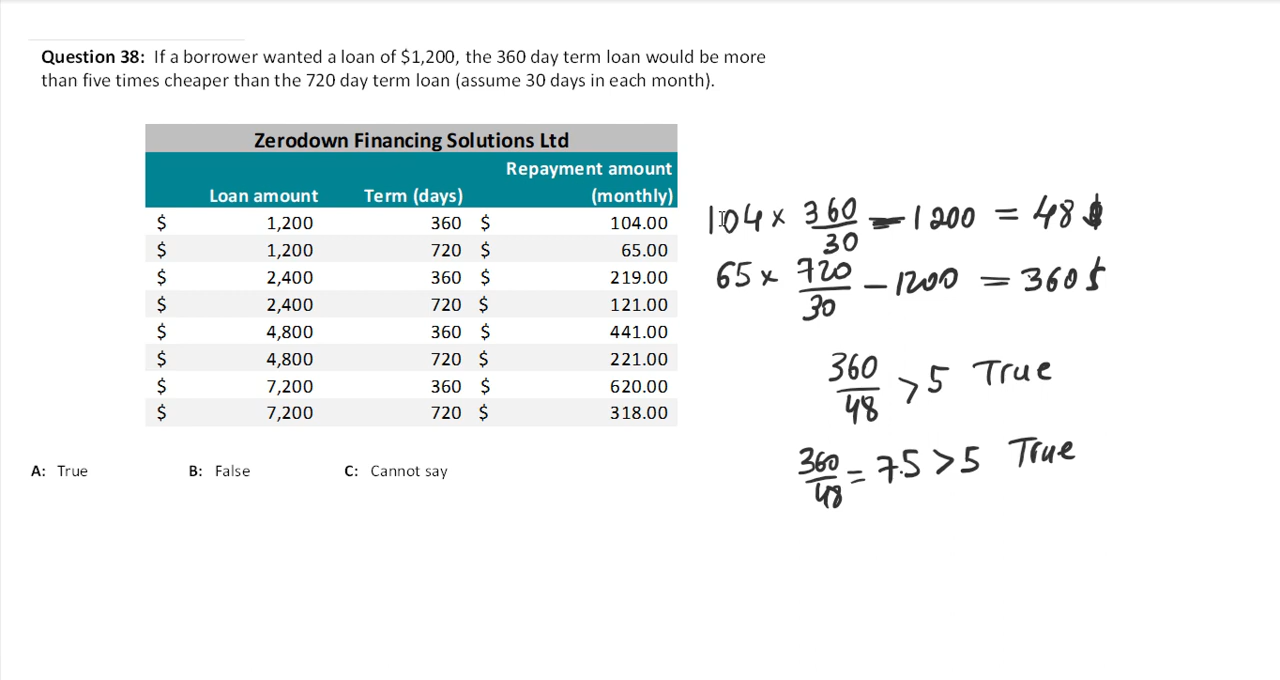 Question 38: If a borrower wanted a loan of $1,200, the 360 day term loan would be more
than five times cheaper than the 720 day term loan (assume 30 days in each month).
Zerodown Financing Solutions Ltd
Repayment amount
Loan amount Term (days) (monthly)
$ 1,200 360 $ 104.00
$ 1,200 720 $ 65.00
$ 2,400 360 $ 219.00
$ 2,400 720 $ 121.00
$ 4,800 360 $ 441.00
$ 4,800 720 $ 221.00
$ 7,200 360 $ 620.00
$ 7,200 720 $ 318.00
104 × 360/30 - 1200 = 48 $
65 × 720/30 - 1200 = 360 $
360/48 > 5 True
360/48 = 7.5 > 5 True
A: True B: False C: Cannot say